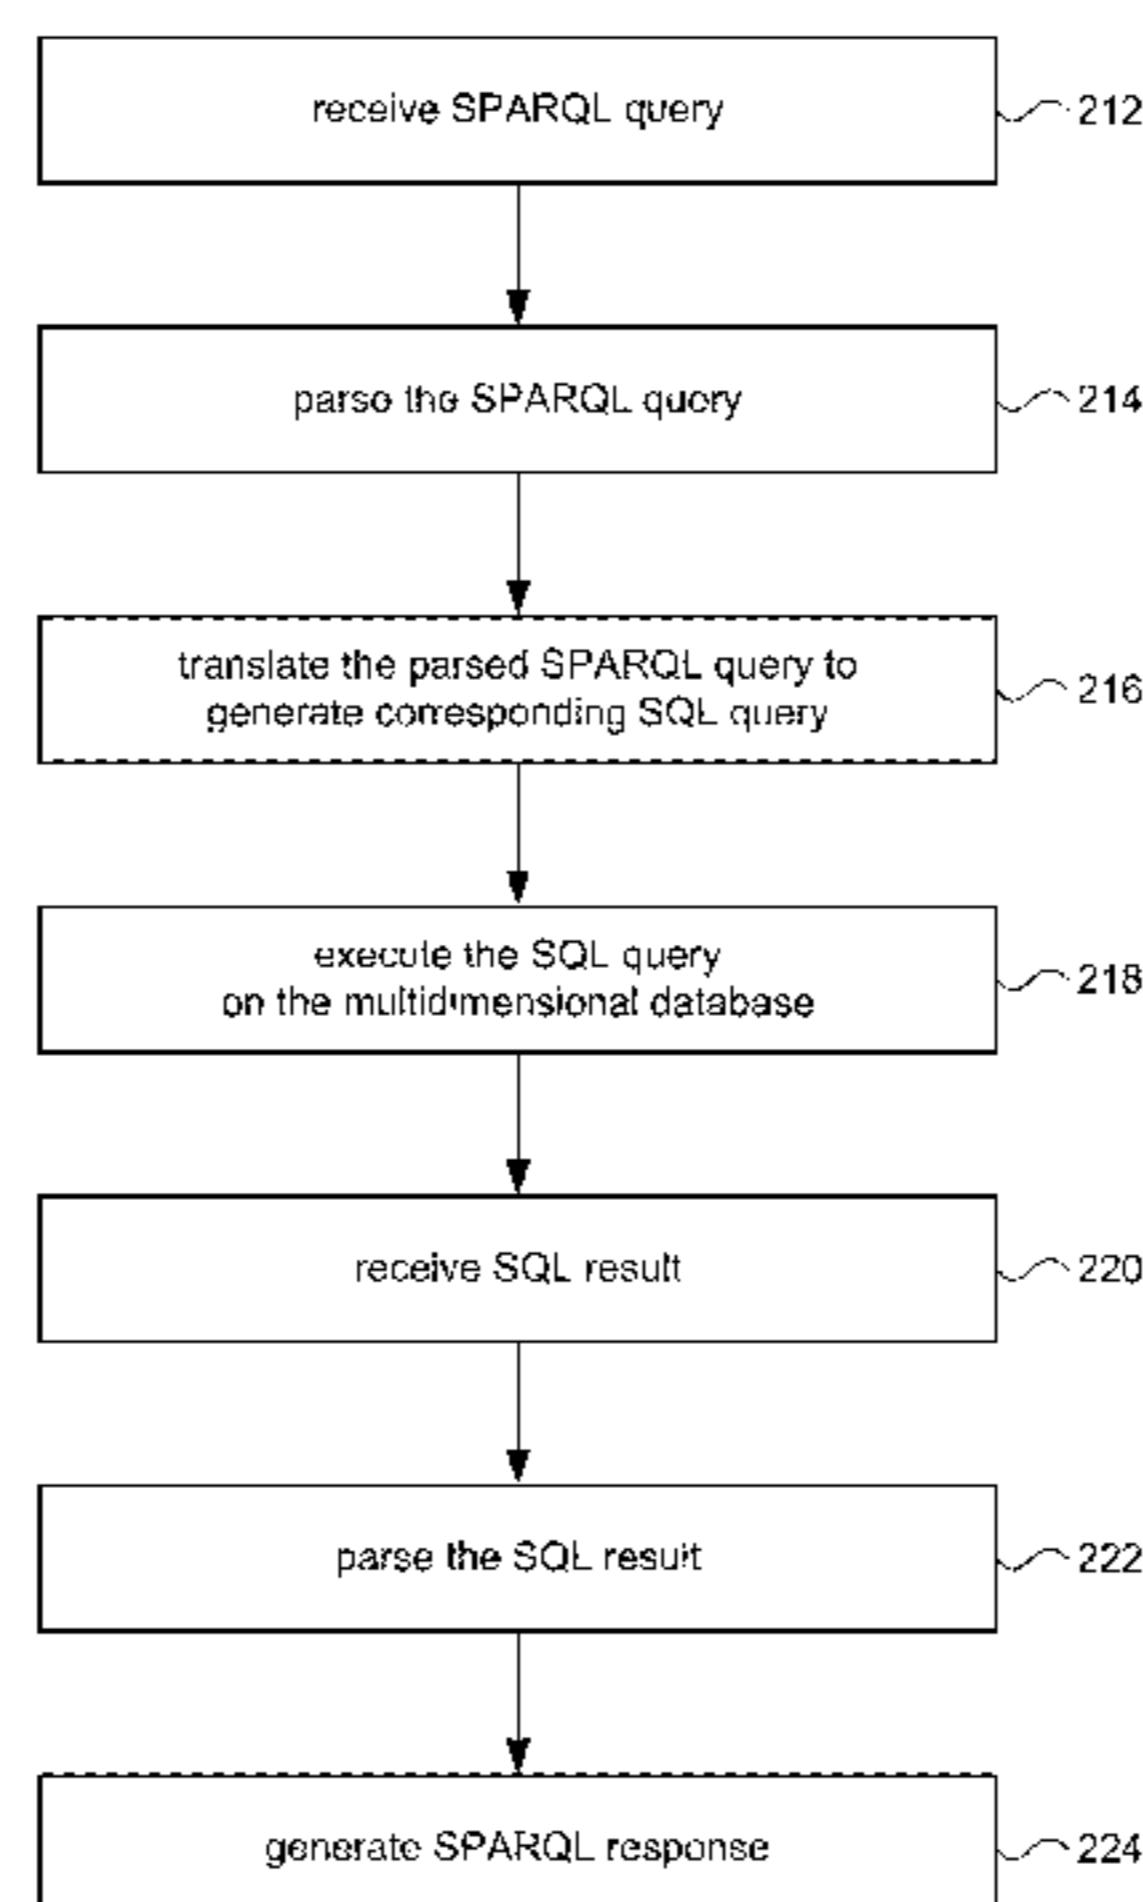 receive SPARQL query
212
parse the SPARQL query
214
translate the parsed SPARQL query to
generate corresponding SQL query
216
execute the SQL query
on the multidimensional database
218
receive SQL result
220
parse the SQL result
222
generate SPARQL response
224